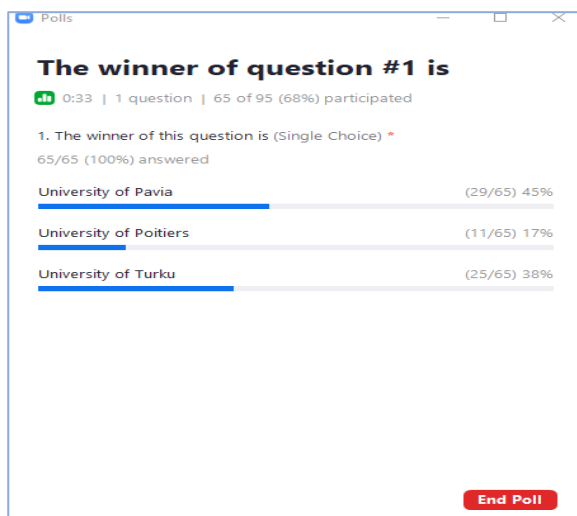 Polls
The winner of question #1 is
0:33 | 1 question | 65 of 95 (68%) participated
1. The winner of this question is (Single Choice) *
65/65 (100%) answered
University of Pavia (29/65) 45%
University of Poitiers (11/65) 17%
University of Turku (25/65) 38%
End Poll